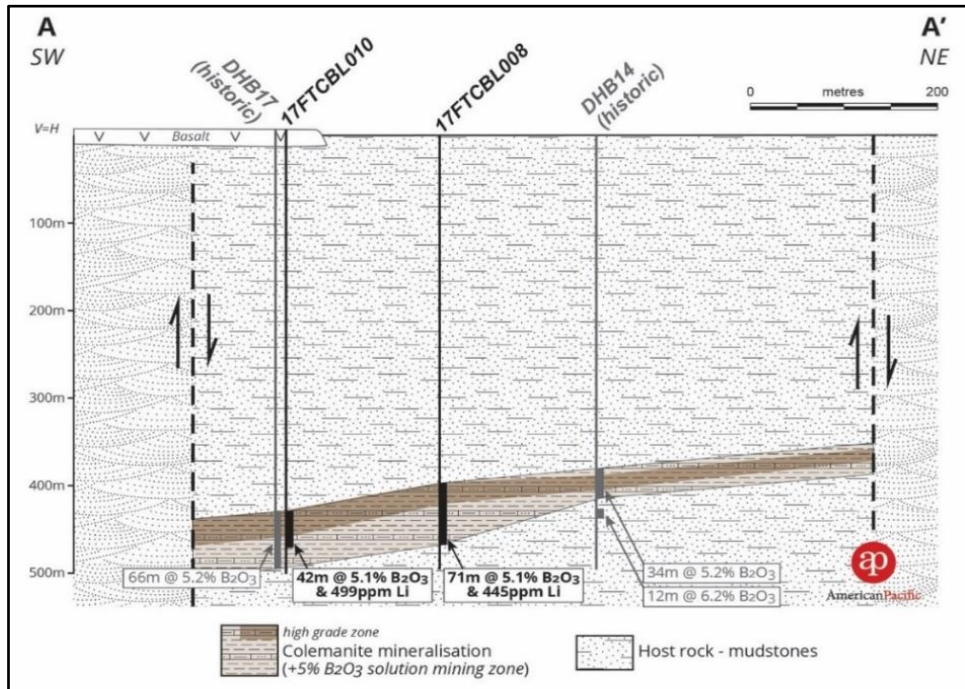 A
SW
DHB17
(historic)
17FTCBL010
17FTCBL008
DHB14
(historic)
A'
NE
0 metres 200
V=H
Basalt
100m
200m
300m
400m
500m
66m @ 5.2% B₂O₃
42m @ 5.1% B₂O₃
& 499ppm Li
71m @ 5.1% B₂O₃
& 445ppm Li
34m @ 5.2% B₂O₃
12m @ 6.2% B₂O₃
ap
AmericanPacific
high grade zone
Colemanite mineralisation
(+5% B₂O₃ solution mining zone)
Host rock - mudstones